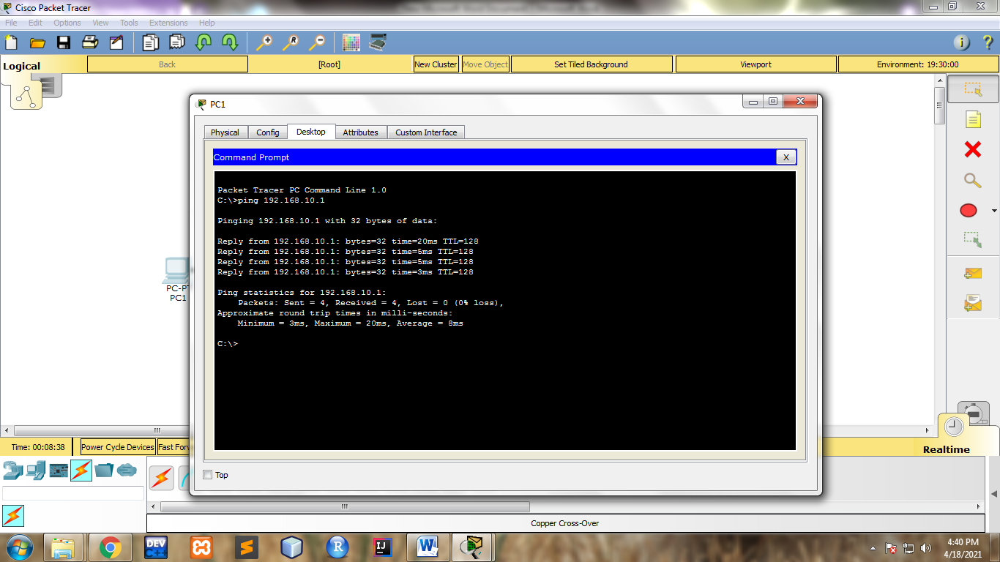 Cisco Packet Tracer
File Edit Options View Tools Extensions Help
Logical Back [Root] New Cluster Move Object Set Tiled Background Viewport Environment: 19:30:00
PC1
Physical Config Desktop Attributes Custom Interface
Command Prompt X
Packet Tracer PC Command Line 1.0
C:\>ping 192.168.10.1
Pinging 192.168.10.1 with 32 bytes of data:
Reply from 192.168.10.1: bytes=32 time=20ms TTL=128
Reply from 192.168.10.1: bytes=32 time=5ms TTL=128
Reply from 192.168.10.1: bytes=32 time=5ms TTL=128
Reply from 192.168.10.1: bytes=32 time=3ms TTL=128
Ping statistics for 192.168.10.1:
Packets: Sent = 4, Received = 4, Lost = 0 (0% loss),
Approximate round trip times in milli-seconds:
Minimum = 3ms, Maximum = 20ms, Average = 8ms
C:\>
PC-PT
PC1
Time: 00:08:38 Power Cycle Devices Fast For
Realtime
Top
Copper Cross-Over
DEV C++ R IJ W
4:40 PM
4/18/2021